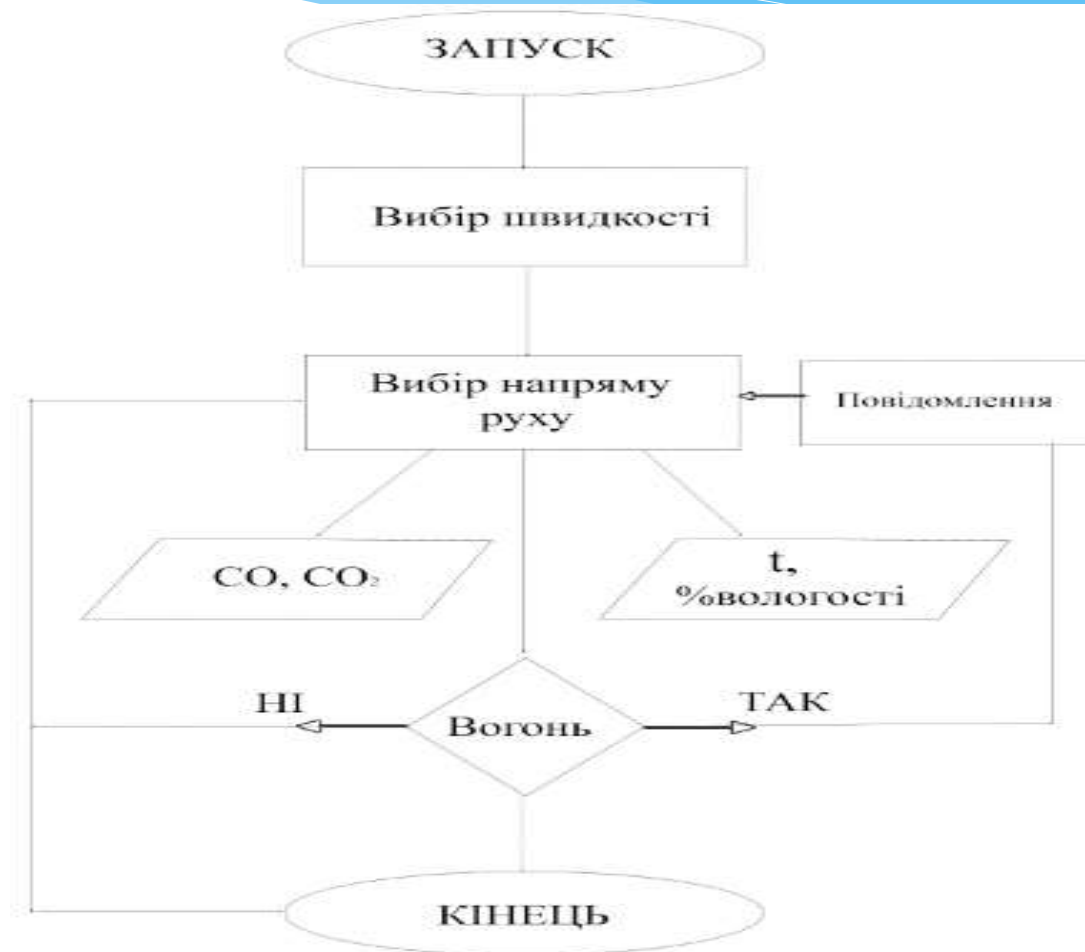 ЗАПУСК
Вибір швидкості
Вибір напряму
руху
Повідомлення
CO, CO₂
t,
%вологості
НІ
ТАК
Вогонь
КІНЕЦЬ